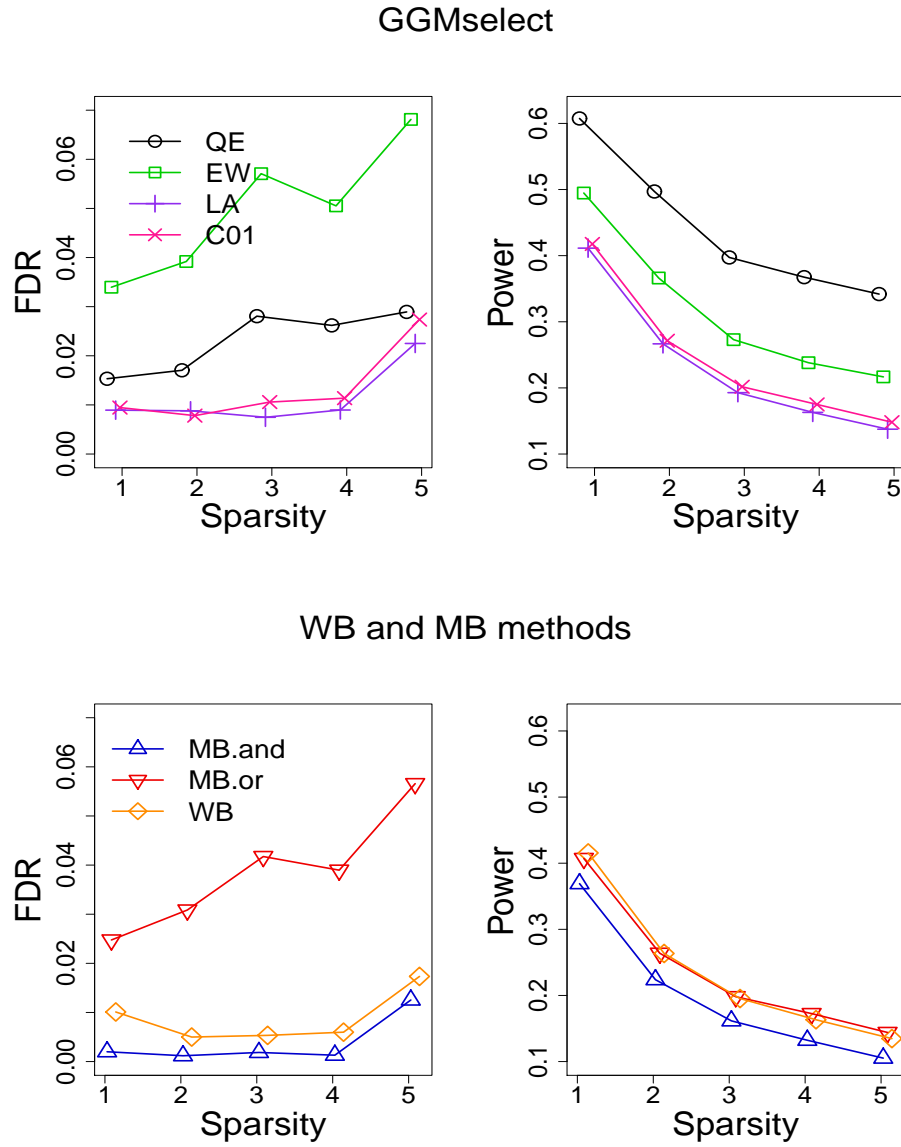 GGMselect
QE
EW
LA
C01
FDR
0.00 0.02 0.04 0.06
1 2 3 4 5
Sparsity
Power
0.1 0.2 0.3 0.4 0.5 0.6
1 2 3 4 5
Sparsity
WB and MB methods
MB.and
MB.or
WB
FDR
0.00 0.02 0.04 0.06
1 2 3 4 5
Sparsity
Power
0.1 0.2 0.3 0.4 0.5 0.6
1 2 3 4 5
Sparsity